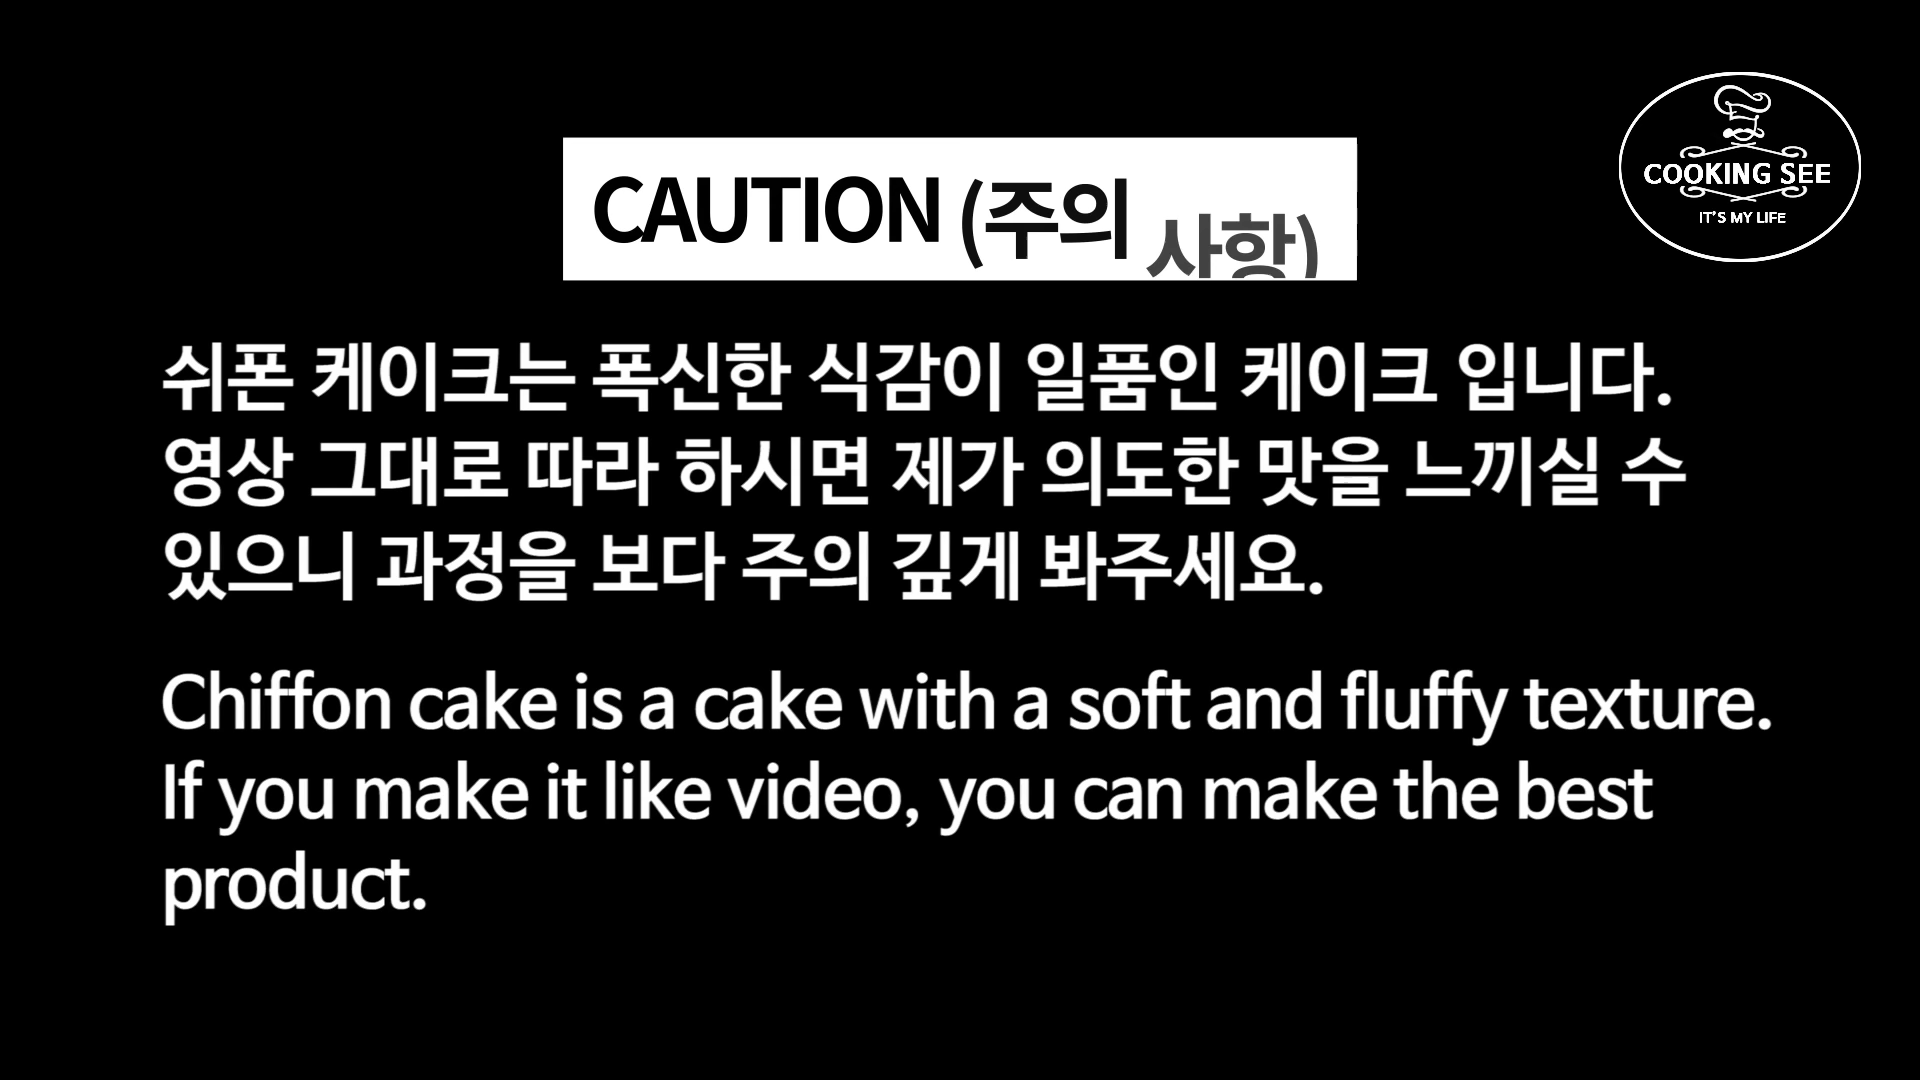 CAUTION (주의 사항)
COOKING SEE
IT'S MY LIFE
쉬폰 케이크는 폭신한 식감이 일품인 케이크 입니다.
영상 그대로 따라 하시면 제가 의도한 맛을 느끼실 수
있으니 과정을 보다 주의 깊게 봐주세요.
Chiffon cake is a cake with a soft and fluffy texture.
If you make it like video, you can make the best
product.